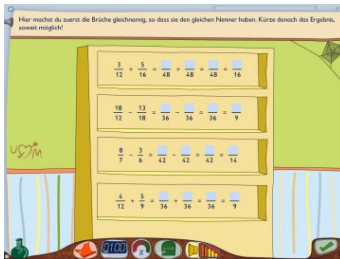 Hier machst du zuerst die Brüche gleichnamig, so dass sie den gleichen Nenner haben. Kürze danach das Ergebnis,
soweit möglich!
3 5
12 + 16 = 48 + 48 = 48 = 16
18 13
12 - 18 = 36 - 36 = 36 = 9
8 3
7 - 6 = 42 - 42 = 42 = 14
4 5
12 + 9 = 36 + 36 = 36 = 9